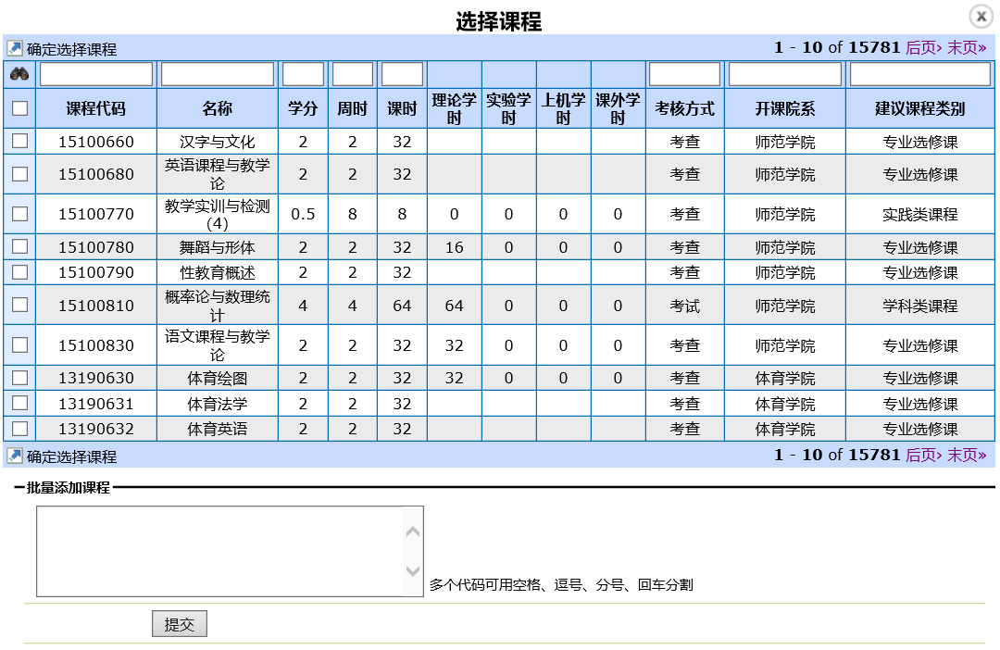 选择课程
确定选择课程 1 - 10 of 15781 后页› 末页»
课程代码 名称 学分 周时 课时 理论学时 实验学时 上机学时 课外学时 考核方式 开课院系 建议课程类别
15100660 汉字与文化 2 2 32 考查 师范学院 专业选修课
15100680 英语课程与教学论 2 2 32 考查 师范学院 专业选修课
15100770 教学实训与检测（4） 0.5 8 8 0 0 0 0 考查 师范学院 实践类课程
15100780 舞蹈与形体 2 2 32 16 0 0 0 考查 师范学院 专业选修课
15100790 性教育概述 2 2 32 考查 师范学院 专业选修课
15100810 概率论与数理统计 4 4 64 64 0 0 0 考试 师范学院 学科类课程
15100830 语文课程与教学论 2 2 32 32 0 0 0 考查 师范学院 专业选修课
13190630 体育绘图 2 2 32 32 0 0 0 考查 体育学院 专业选修课
13190631 体育法学 2 2 32 考查 体育学院 专业选修课
13190632 体育英语 2 2 32 考查 体育学院 专业选修课
确定选择课程 1 - 10 of 15781 后页› 末页»
批量添加课程
多个代码可用空格、逗号、分号、回车分割
提交